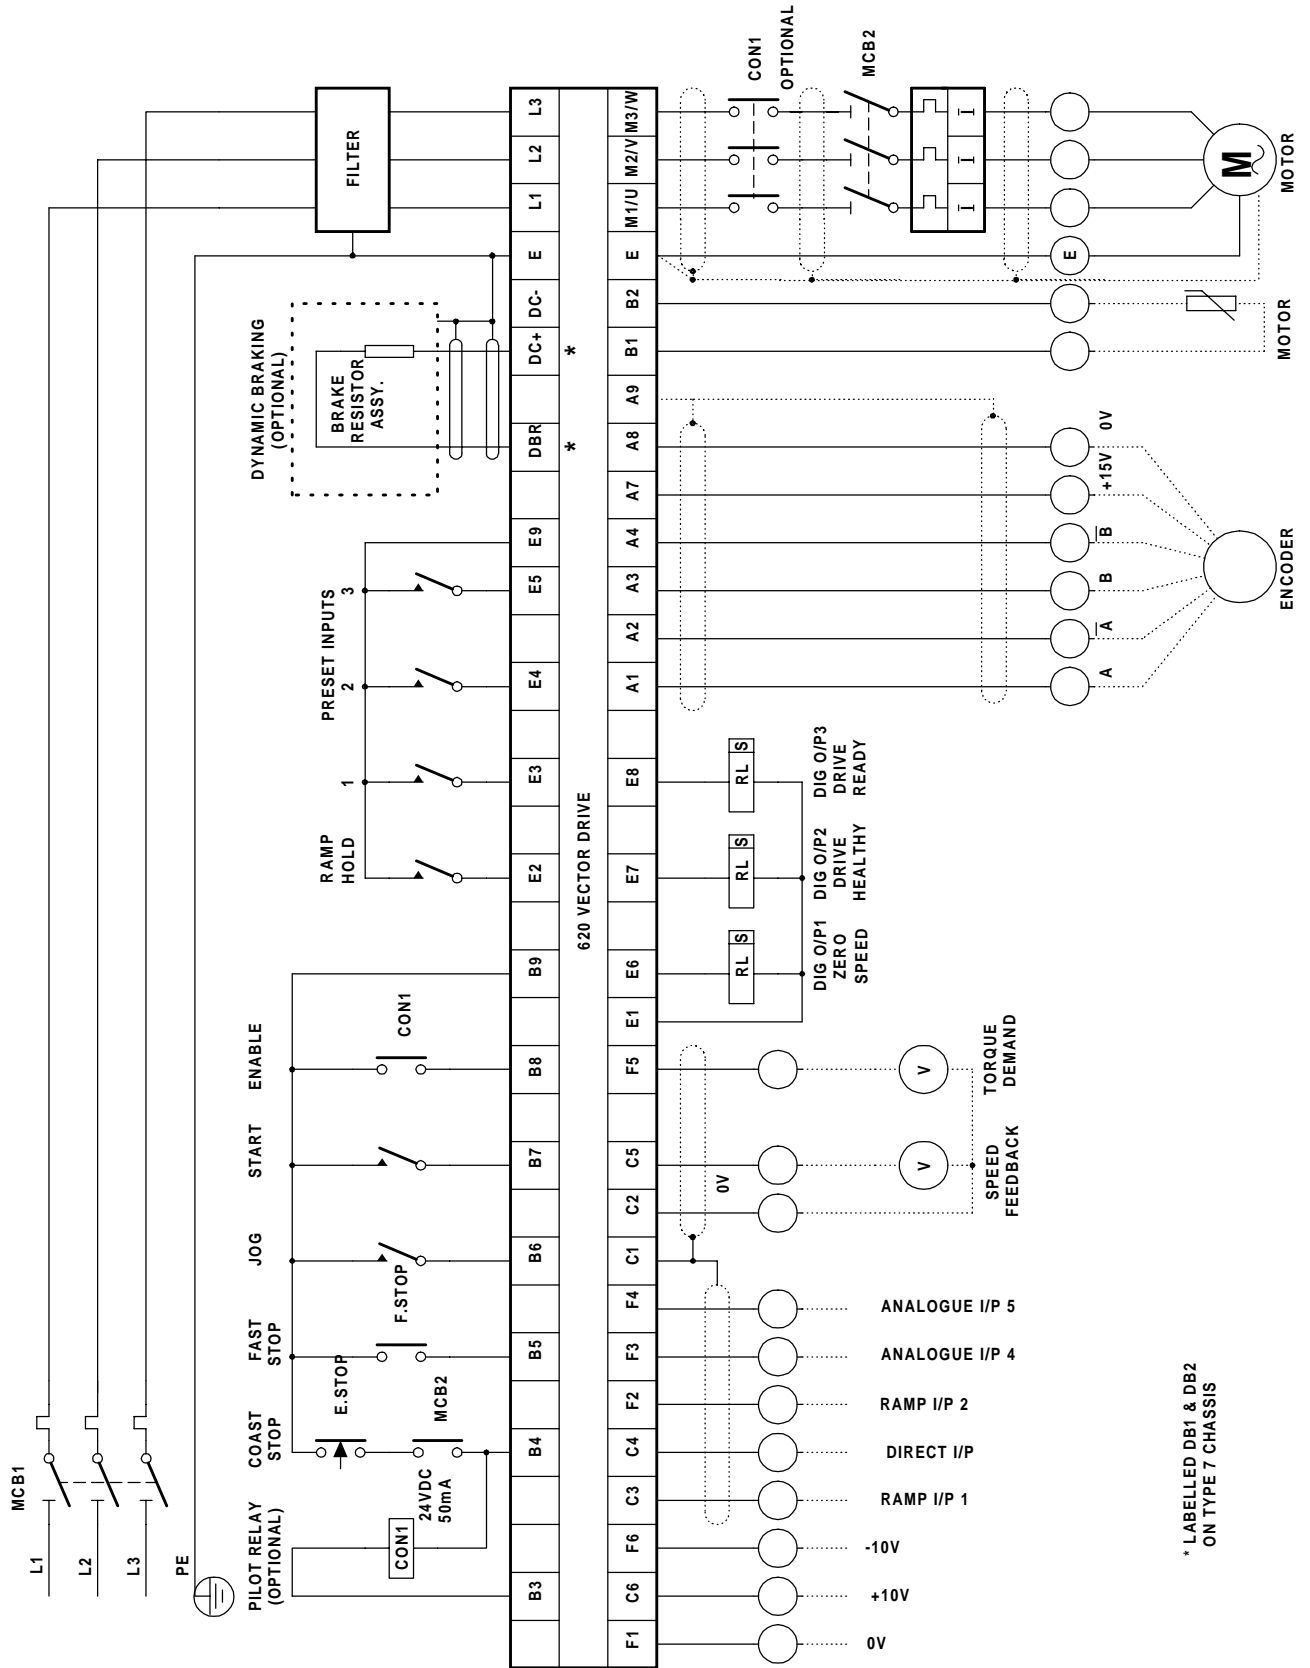 MCB1
L1
L2
L3
PE
FILTER
DYNAMIC BRAKING
(OPTIONAL)
BRAKE
RESISTOR
ASSY.
PILOT RELAY
(OPTIONAL)
CON1
24VDC
50mA
COAST
STOP
E.STOP
MCB2
FAST
STOP
F.STOP
JOG
START
ENABLE
CON1
RAMP
HOLD
PRESET INPUTS
1
2
3
B3
B4
B5
B6
B7
B8
B9
E2
E3
E4
E5
E9
DBR
DC+
DC-
E
L1
L2
L3
620 VECTOR DRIVE
*
*
F1
C6
F6
C3
C4
F2
F3
F4
C1
C2
C5
F5
E1
E6
E7
E8
A1
A2
A3
A4
A7
A8
A9
B1
B2
E
M1/U
M2/V
M3/W
0V
+10V
-10V
RAMP I/P 1
DIRECT I/P
RAMP I/P 2
ANALOGUE I/P 4
ANALOGUE I/P 5
0V
V
V
SPEED
FEEDBACK
TORQUE
DEMAND
RL S
RL S
RL S
DIG O/P1
ZERO
SPEED
DIG O/P2
DRIVE
HEALTHY
DIG O/P3
DRIVE
READY
A
A̅
B
B̅
+15V
0V
ENCODER
MOTOR
CON1
OPTIONAL
MCB2
I
I
I
E
M
MOTOR
* LABELLED DB1 & DB2
ON TYPE 7 CHASSIS